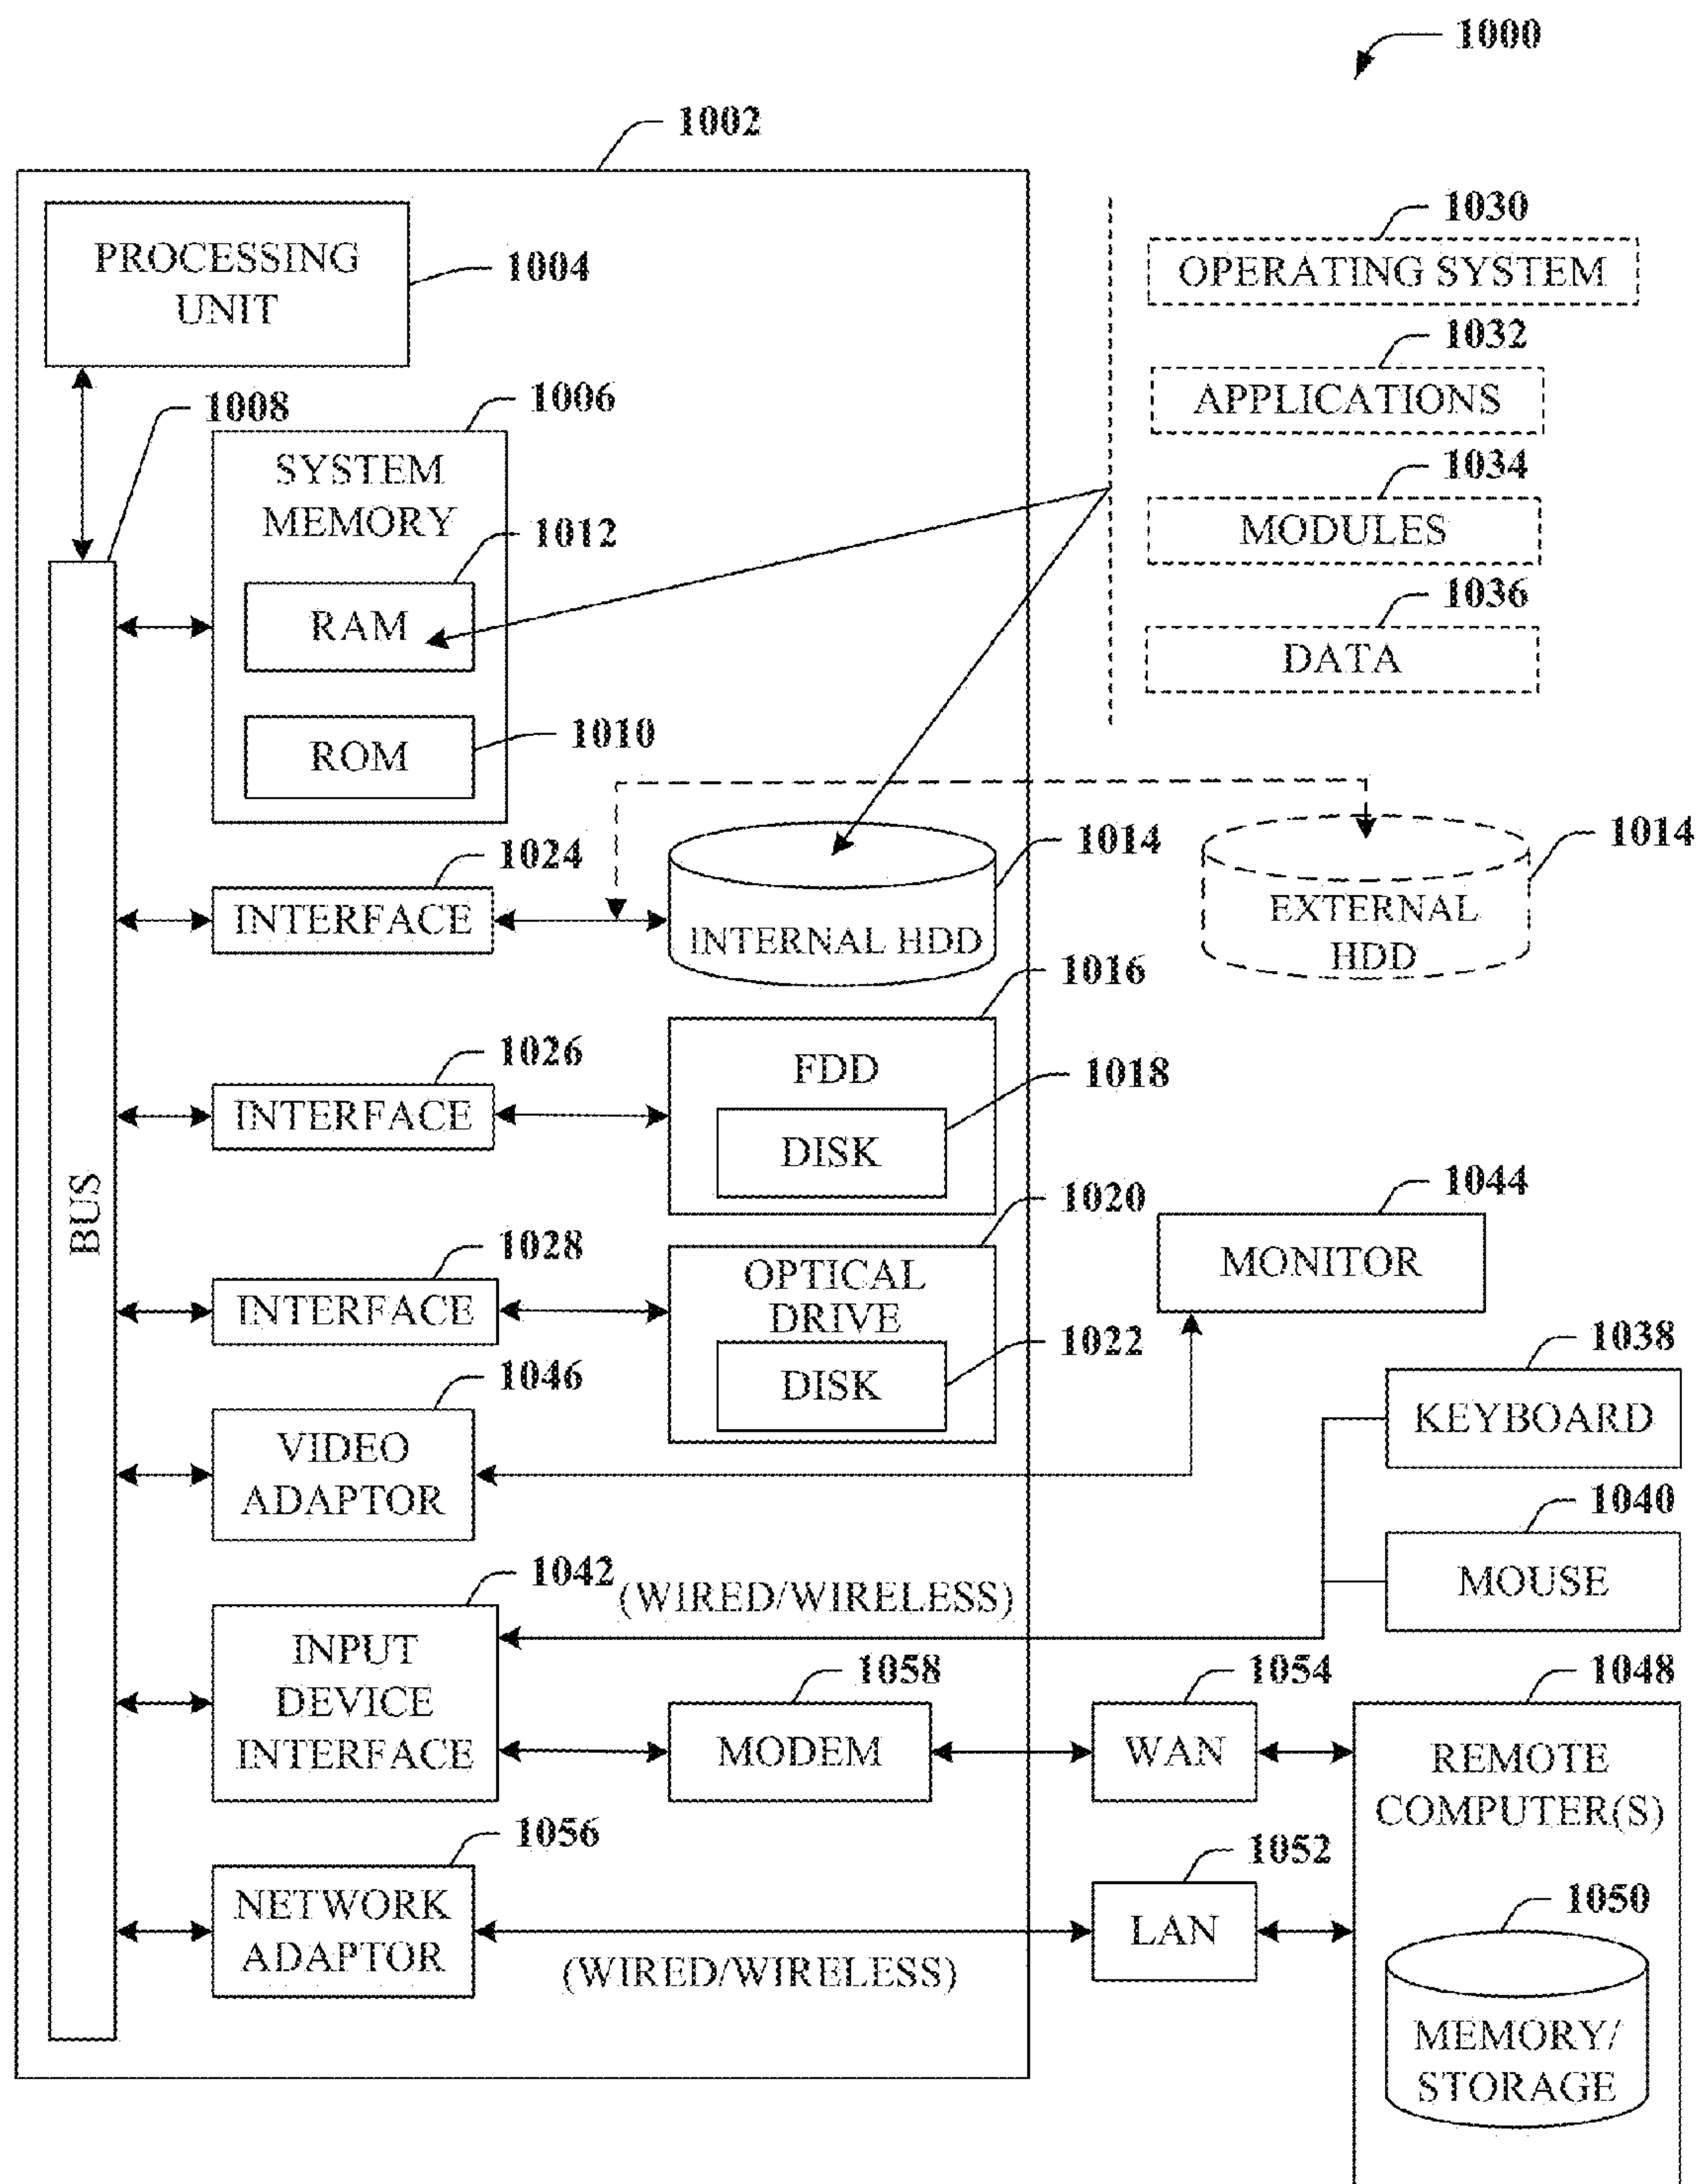 1000
1002
PROCESSING
UNIT
1004
1030
OPERATING SYSTEM
1032
APPLICATIONS
1034
MODULES
1036
DATA
1008
1006
SYSTEM
MEMORY
1012
RAM
1010
ROM
BUS
1024
INTERFACE
1014
INTERNAL HDD
1014
EXTERNAL
HDD
1026
INTERFACE
1016
FDD
1018
DISK
1028
INTERFACE
1020
OPTICAL
DRIVE
1022
DISK
1044
MONITOR
1046
VIDEO
ADAPTOR
1038
KEYBOARD
1040
MOUSE
1042
(WIRED/WIRELESS)
INPUT
DEVICE
INTERFACE
1058
MODEM
1054
WAN
1048
REMOTE
COMPUTER(S)
1056
NETWORK
ADAPTOR
(WIRED/WIRELESS)
1052
LAN
1050
MEMORY/
STORAGE